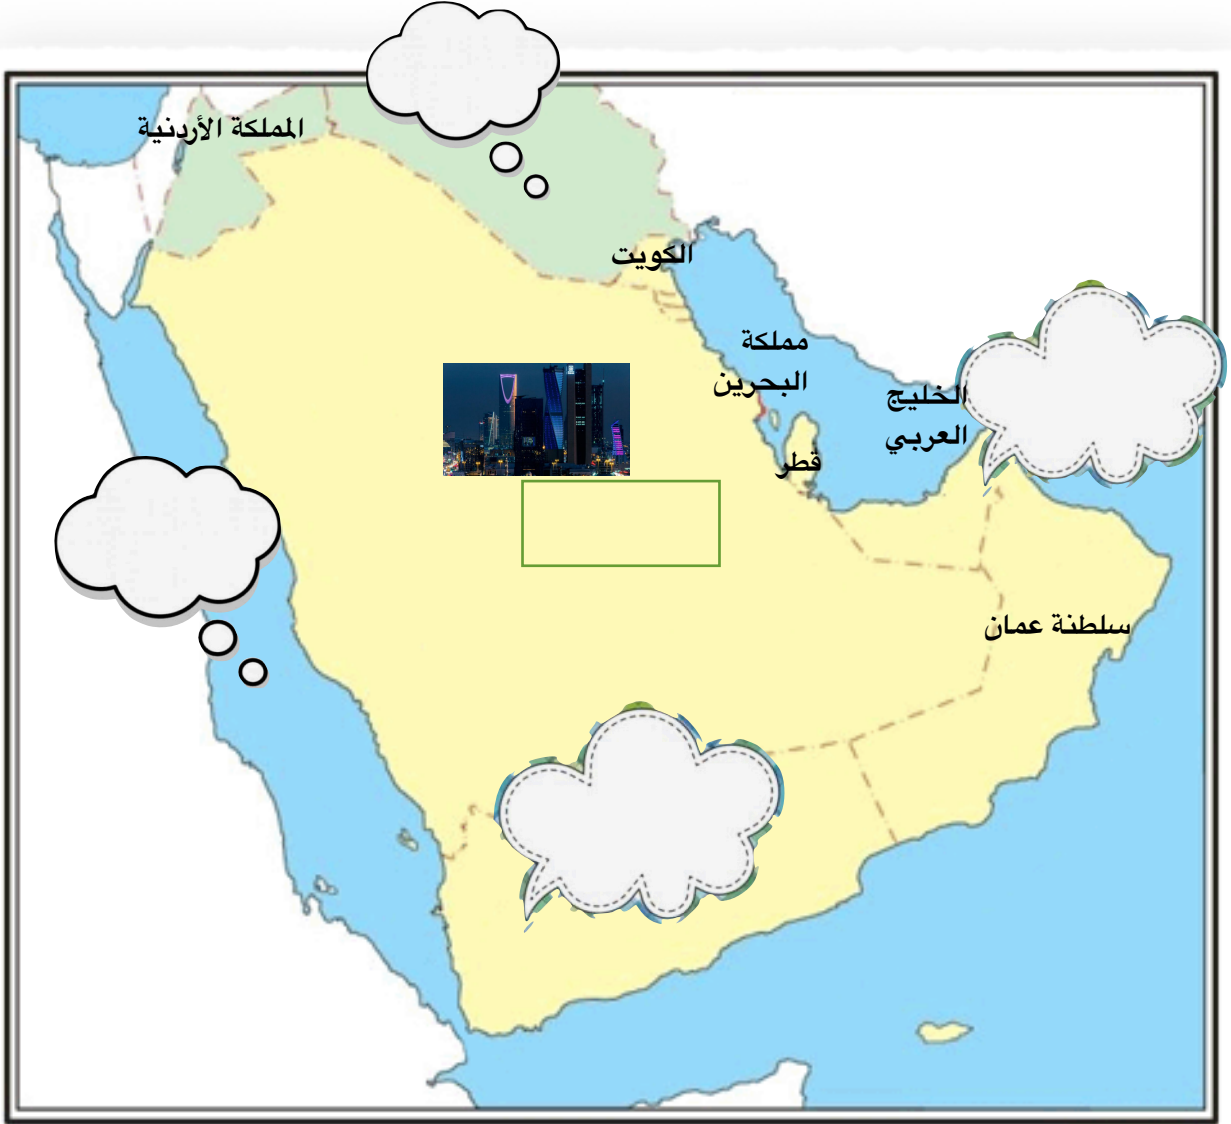 المملكة الأردنية
الكويت
مملكة
البحرين
الخليج
العربي
قطر
سلطنة عمان